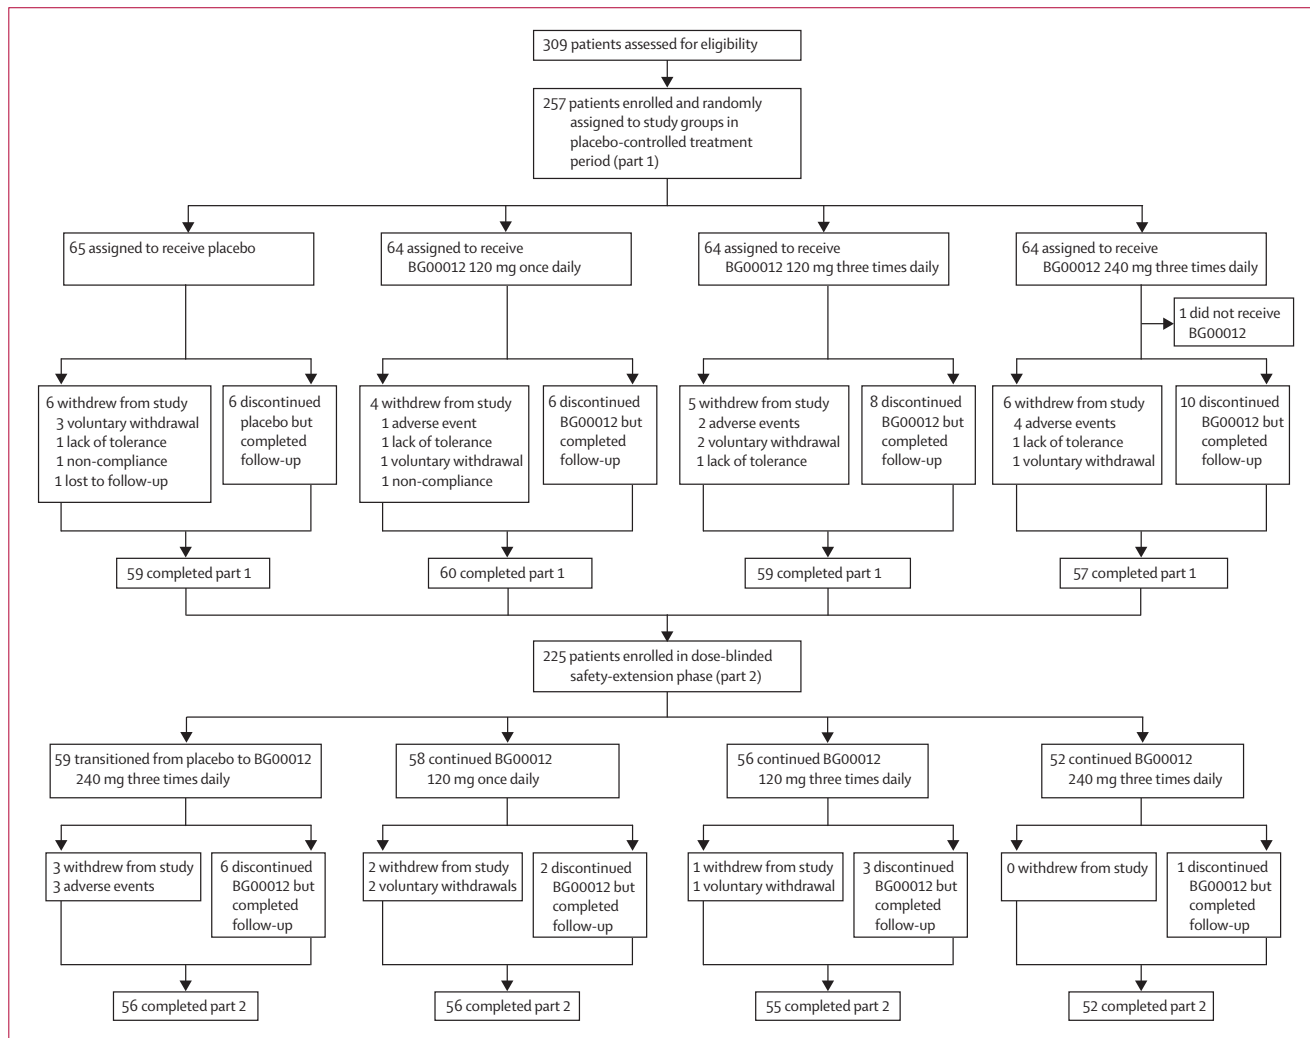 309 patients assessed for eligibility
257 patients enrolled and randomly
assigned to study groups in
placebo-controlled treatment
period (part 1)
65 assigned to receive placebo
64 assigned to receive
BG00012 120 mg once daily
64 assigned to receive
BG00012 120 mg three times daily
64 assigned to receive
BG00012 240 mg three times daily
1 did not receive
BG00012
6 withdrew from study
3 voluntary withdrawal
1 lack of tolerance
1 non-compliance
1 lost to follow-up
6 discontinued
placebo but
completed
follow-up
4 withdrew from study
1 adverse event
1 lack of tolerance
1 voluntary withdrawal
1 non-compliance
6 discontinued
BG00012 but
completed
follow-up
5 withdrew from study
2 adverse events
2 voluntary withdrawal
1 lack of tolerance
8 discontinued
BG00012 but
completed
follow-up
6 withdrew from study
4 adverse events
1 lack of tolerance
1 voluntary withdrawal
10 discontinued
BG00012 but
completed
follow-up
59 completed part 1
60 completed part 1
59 completed part 1
57 completed part 1
225 patients enrolled in dose-blinded
safety-extension phase (part 2)
59 transitioned from placebo to BG00012
240 mg three times daily
58 continued BG00012
120 mg once daily
56 continued BG00012
120 mg three times daily
52 continued BG00012
240 mg three times daily
3 withdrew from study
3 adverse events
6 discontinued
BG00012 but
completed
follow-up
2 withdrew from study
2 voluntary withdrawals
2 discontinued
BG00012 but
completed
follow-up
1 withdrew from study
1 voluntary withdrawal
3 discontinued
BG00012 but
completed
follow-up
0 withdrew from study
1 discontinued
BG00012 but
completed
follow-up
56 completed part 2
56 completed part 2
55 completed part 2
52 completed part 2